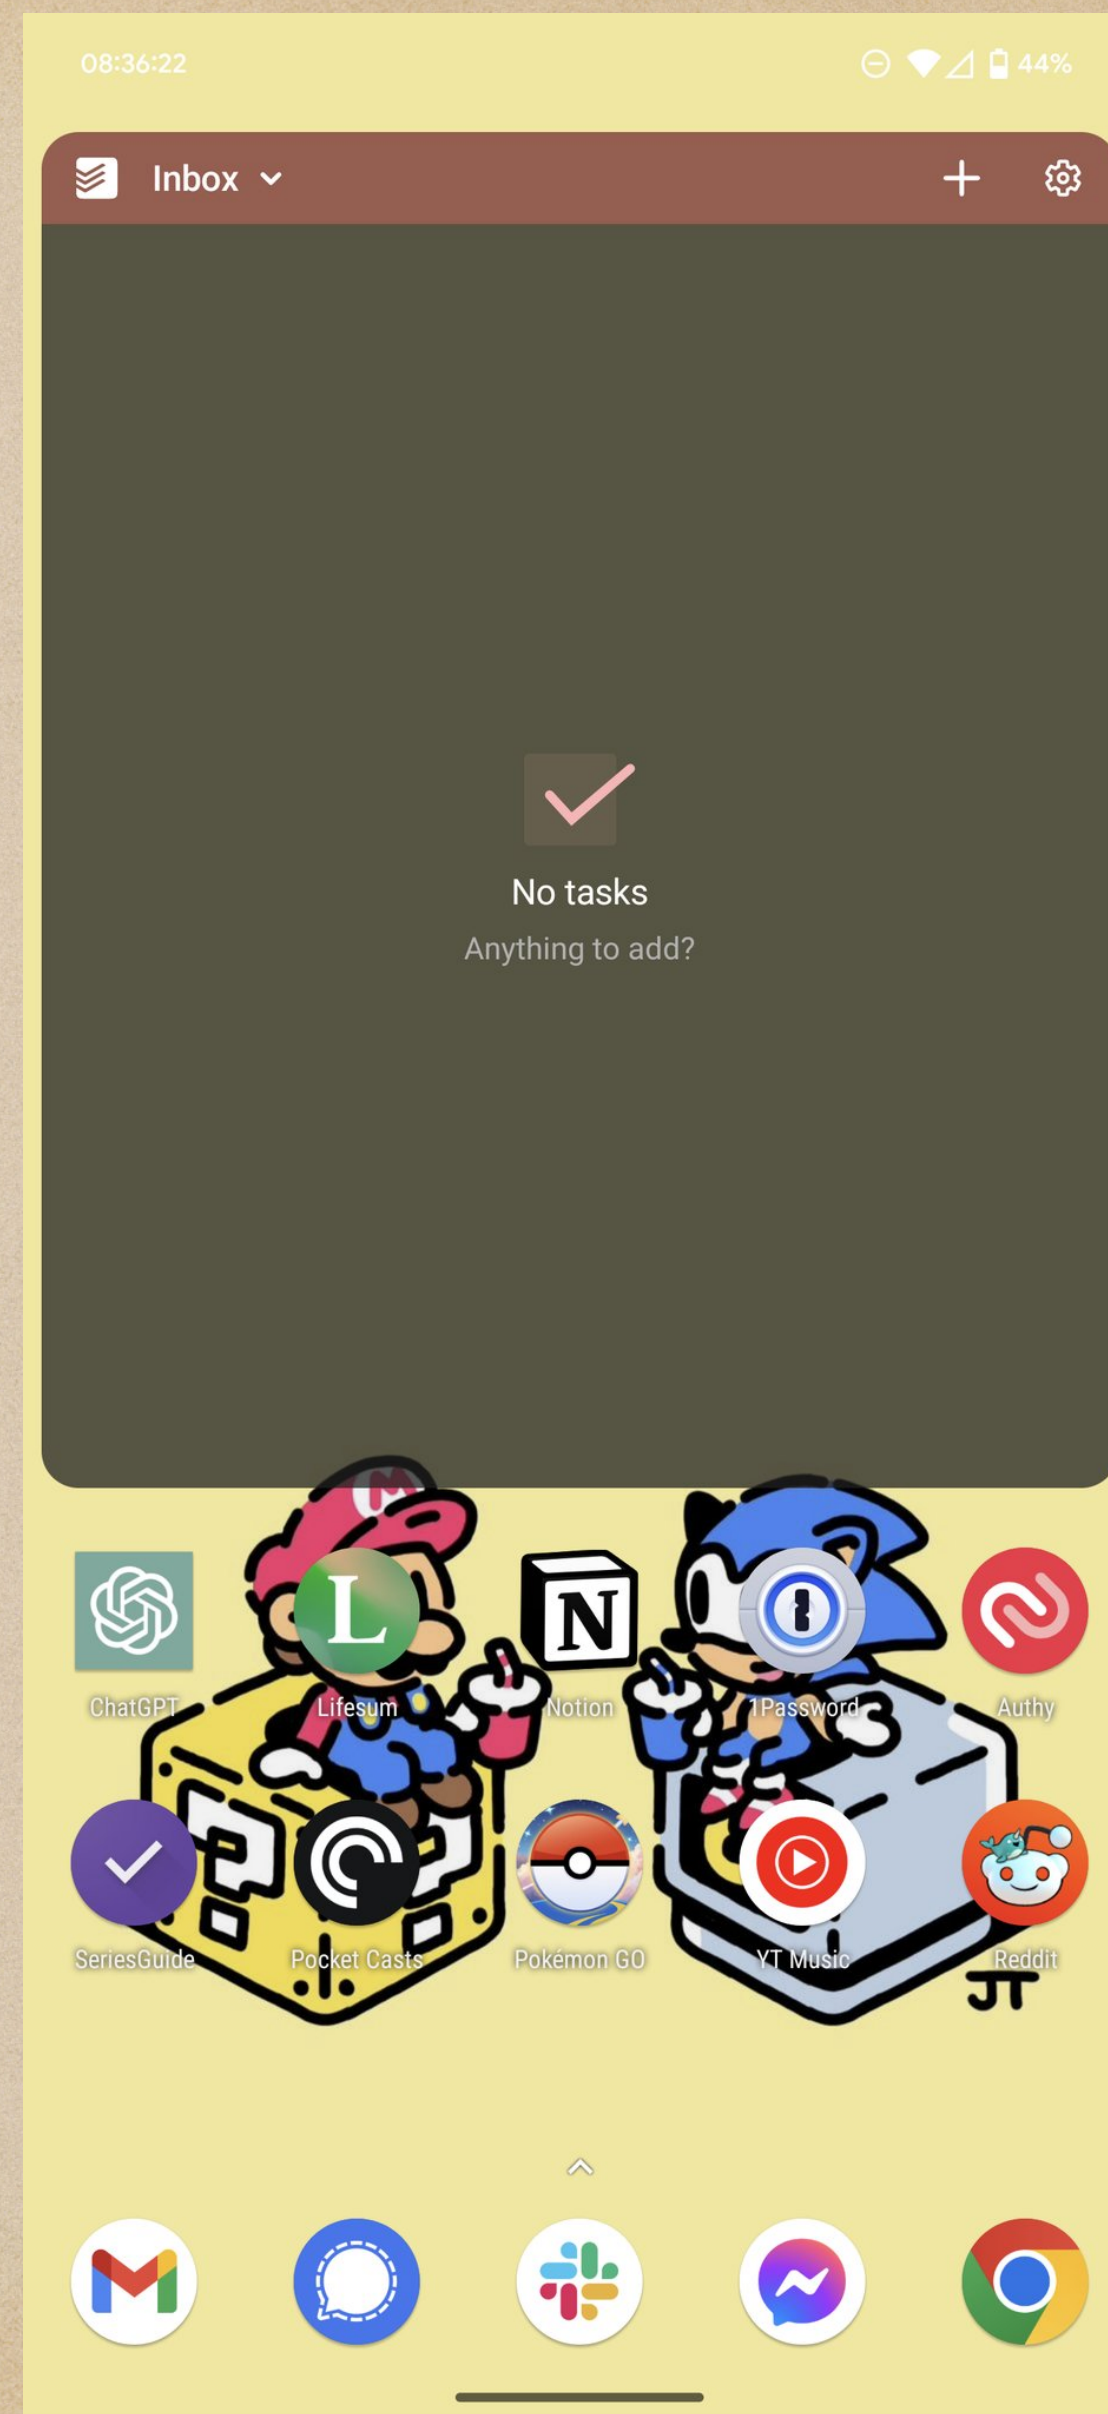 08:36:22 44%
Inbox
No tasks
Anything to add?
M
L
N
ChatGPT Lifesum Notion 1Password Authy
? ?
SeriesGuide Pocket Casts Pokémon GO YT Music Reddit
JT